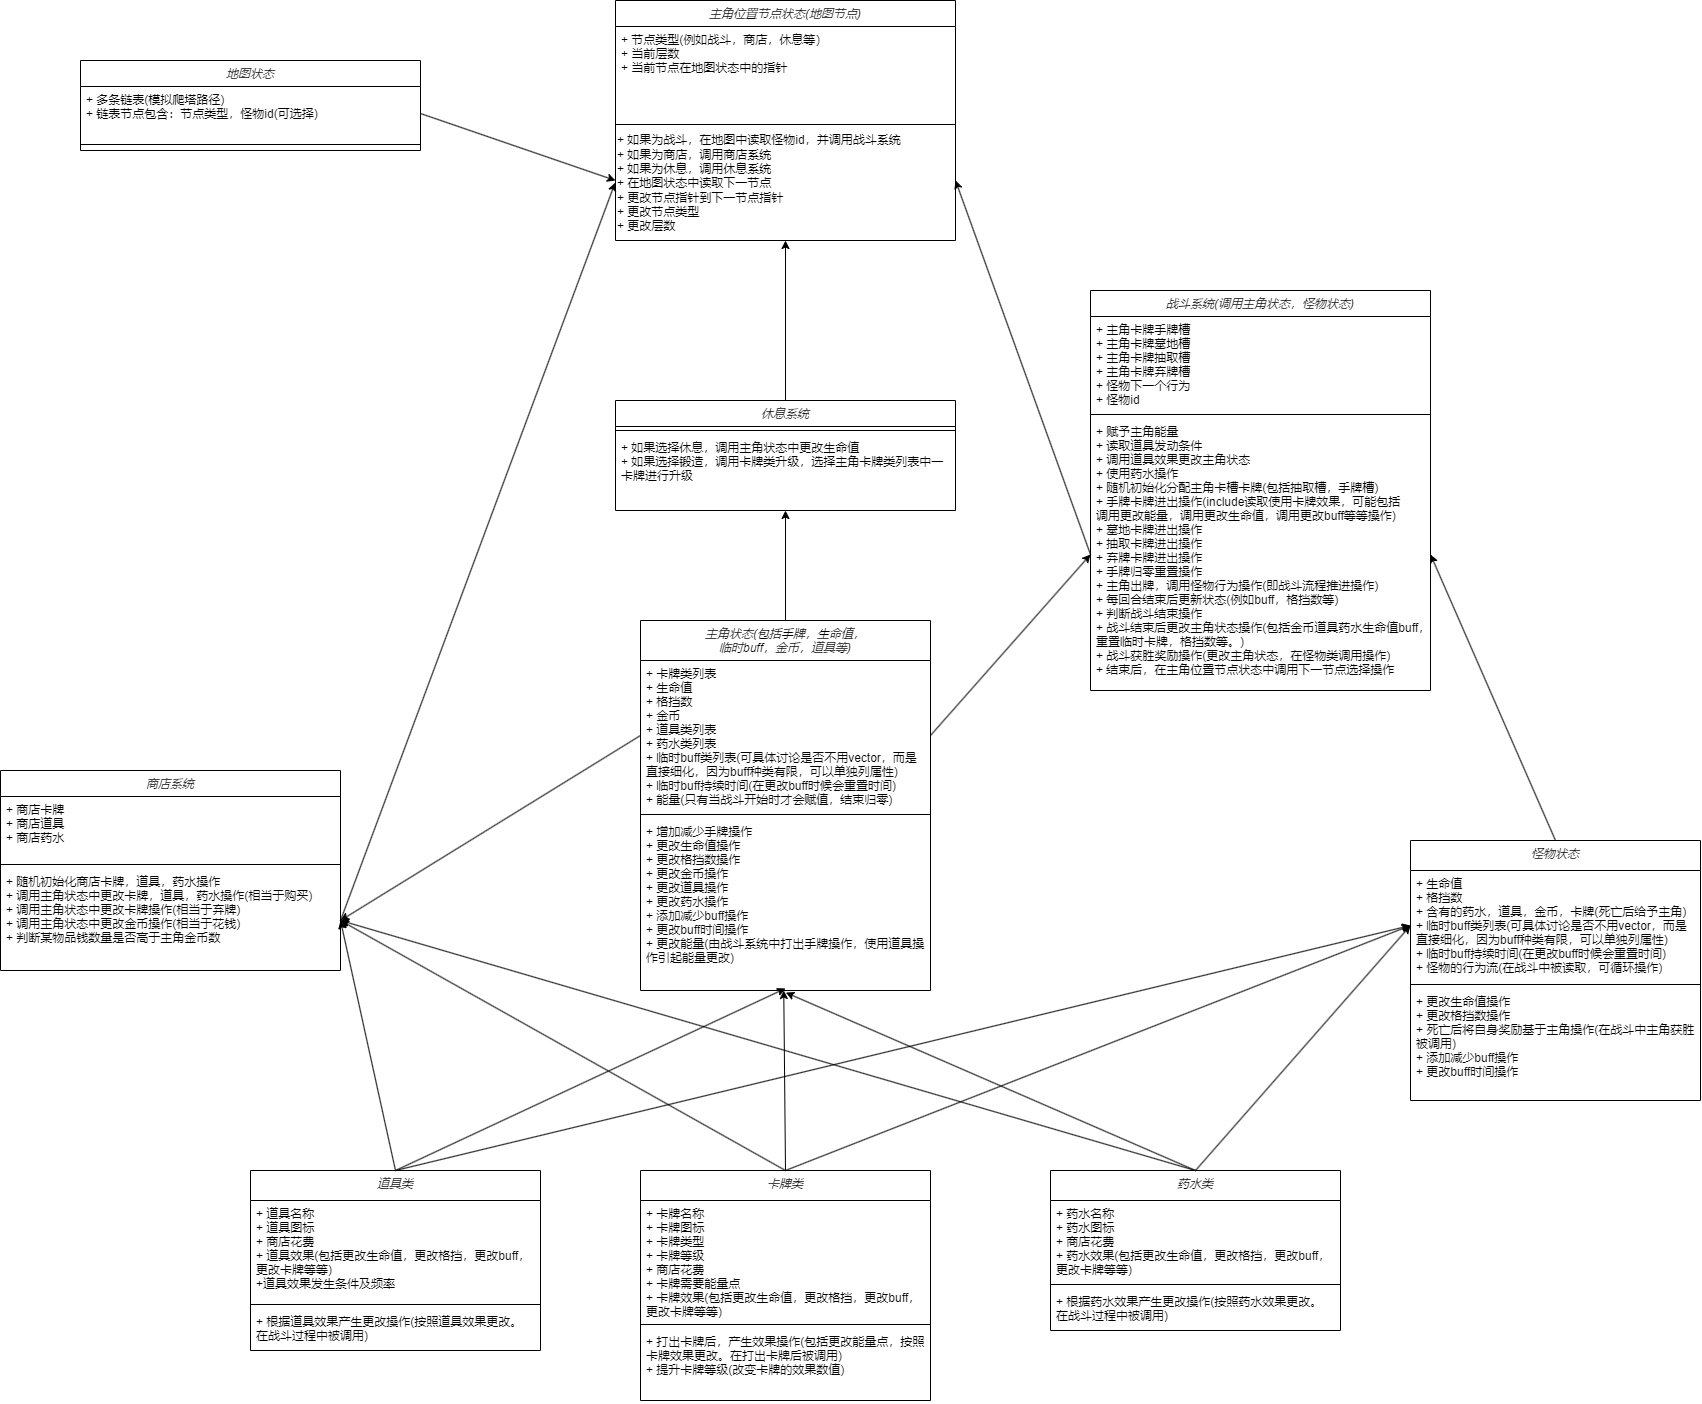 主角位置节点状态(地图节点)
+ 节点类型(例如战斗，商店，休息等)
+ 当前层数
+ 当前节点在地图状态中的指针
+ 如果为战斗，在地图中读取怪物id，并调用战斗系统
+ 如果为商店，调用商店系统
+ 如果为休息，调用休息系统
+ 在地图状态中读取下一节点
+ 更改节点指针到下一节点指针
+ 更改节点类型
+ 更改层数
地图状态
+ 多条链表(模拟爬塔路径)
+ 链表节点包含：节点类型，怪物id(可选择)
战斗系统(调用主角状态，怪物状态)
+ 主角卡牌手牌槽
+ 主角卡牌墓地槽
+ 主角卡牌抽取槽
+ 主角卡牌弃牌槽
+ 怪物下一个行为
+ 怪物id
+ 赋予主角能量
+ 读取道具发动条件
+ 调用道具效果更改主角状态
+ 使用药水操作
+ 随机初始化分配主角卡槽卡牌(包括抽取槽，手牌槽)
+ 手牌卡牌进出操作(include读取使用卡牌效果，可能包括
调用更改能量，调用更改生命值，调用更改buff等等操作)
+ 墓地卡牌进出操作
+ 抽取卡牌进出操作
+ 弃牌卡牌进出操作
+ 手牌归零重置操作
+ 主角出牌，调用怪物行为操作(即战斗流程推进操作)
+ 每回合结束后更新状态(例如buff，格挡数等)
+ 判断战斗结束操作
+ 战斗结束后更改主角状态操作(包括金币道具药水生命值buff，
重置临时卡牌，格挡数等。)
+ 战斗获胜奖励操作(更改主角状态，在怪物类调用操作)
+ 结束后，在主角位置节点状态中调用下一节点选择操作
休息系统
+ 如果选择休息，调用主角状态中更改生命值
+ 如果选择锻造，调用卡牌类升级，选择主角卡牌类列表中一
卡牌进行升级
主角状态(包括手牌，生命值，
临时buff，金币，道具等)
+ 卡牌类列表
+ 生命值
+ 格挡数
+ 金币
+ 道具类列表
+ 药水类列表
+ 临时buff类列表(可具体讨论是否不用vector，而是
直接细化，因为buff种类有限，可以单独列属性)
+ 临时buff持续时间(在更改buff时候会重置时间)
+ 能量(只有当战斗开始时才会赋值，结束归零)
+ 增加减少手牌操作
+ 更改生命值操作
+ 更改格挡数操作
+ 更改金币操作
+ 更改道具操作
+ 更改药水操作
+ 添加减少buff操作
+ 更改buff时间操作
+ 更改能量(由战斗系统中打出手牌操作，使用道具操
作引起能量更改)
商店系统
+ 商店卡牌
+ 商店道具
+ 商店药水
+ 随机初始化商店卡牌，道具，药水操作
+ 调用主角状态中更改卡牌，道具，药水操作(相当于购买)
+ 调用主角状态中更改卡牌操作(相当于弃牌)
+ 调用主角状态中更改金币操作(相当于花钱)
+ 判断某物品钱数量是否高于主角金币数
怪物状态
+ 生命值
+ 格挡数
+ 含有的药水，道具，金币，卡牌(死亡后给予主角)
+ 临时buff类列表(可具体讨论是否不用vector，而是
直接细化，因为buff种类有限，可以单独列属性)
+ 临时buff持续时间(在更改buff时候会重置时间)
+ 怪物的行为流(在战斗中被读取，可循环操作)
+ 更改生命值操作
+ 更改格挡数操作
+ 死亡后将自身奖励基于主角操作(在战斗中主角获胜
被调用)
+ 添加减少buff操作
+ 更改buff时间操作
道具类
+ 道具名称
+ 道具图标
+ 商店花费
+ 道具效果(包括更改生命值，更改格挡，更改buff，
更改卡牌等等)
+道具效果发生条件及频率
+ 根据道具效果产生更改操作(按照道具效果更改。
在战斗过程中被调用)
卡牌类
+ 卡牌名称
+ 卡牌图标
+ 卡牌类型
+ 卡牌等级
+ 商店花费
+ 卡牌需要能量点
+ 卡牌效果(包括更改生命值，更改格挡，更改buff，
更改卡牌等等)
+ 打出卡牌后，产生效果操作(包括更改能量点，按照
卡牌效果更改。在打出卡牌后被调用)
+ 提升卡牌等级(改变卡牌的效果数值)
药水类
+ 药水名称
+ 药水图标
+ 商店花费
+ 药水效果(包括更改生命值，更改格挡，更改buff，
更改卡牌等等)
+ 根据药水效果产生更改操作(按照药水效果更改。
在战斗过程中被调用)